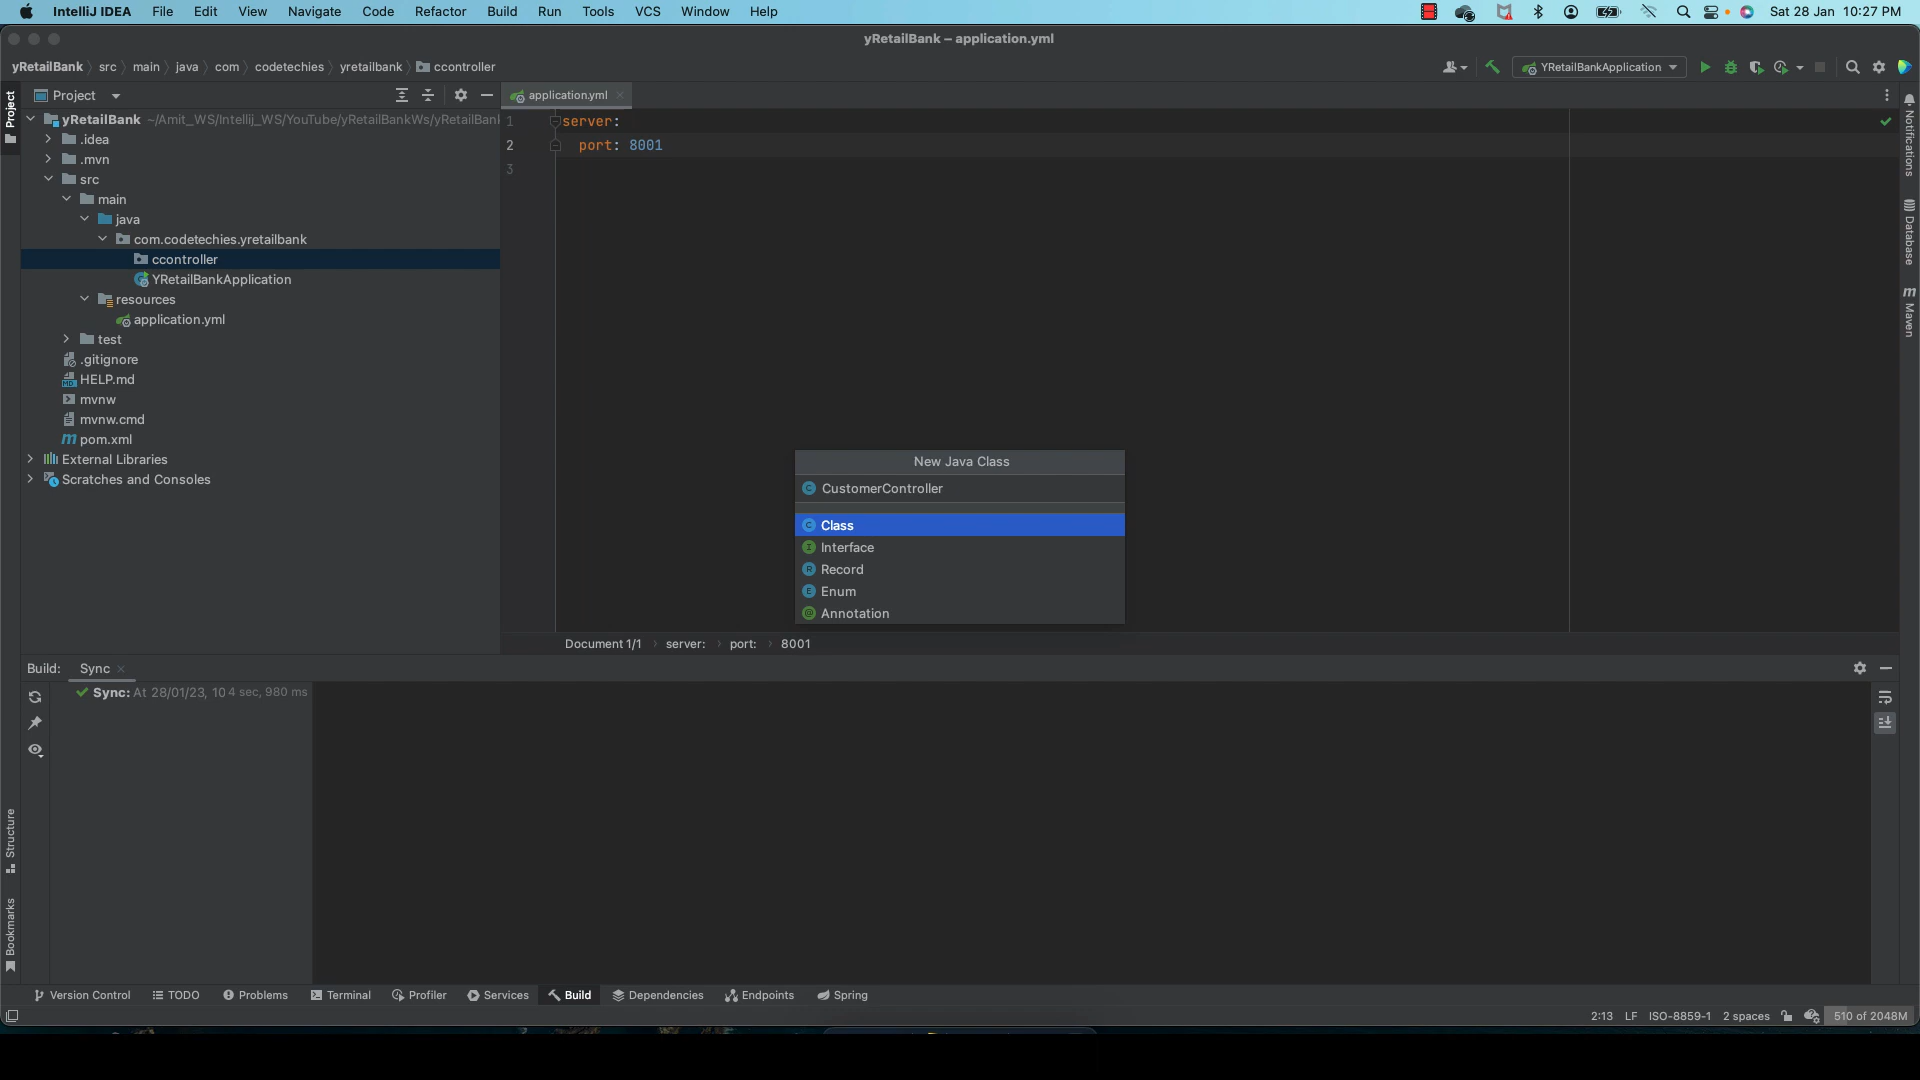 IntelliJ IDEA File Edit View Navigate Code Refactor Build Run Tools VCS Window Help Sat 28 Jan 10:27 PM
yRetailBank – application.yml
yRetailBank src main java com codetechies yretailbank ccontroller YRetailBankApplication
Project Project application.yml
yRetailBank ~/Amit_WS/Intellij_WS/YouTube/yRetailBankWs/yRetailBank
.idea
.mvn
src
main
java
com.codetechies.yretailbank
ccontroller
YRetailBankApplication
resources
application.yml
test
.gitignore
HELP.md
mvnw
mvnw.cmd
pom.xml
External Libraries
Scratches and Consoles
1 server:
2 port: 8001
3
Notifications
Database
Maven
New Java Class
CustomerController
Class
Interface
Record
Enum
Annotation
Document 1/1 server: port: 8001
Build: Sync
Sync: At 28/01/23, 10 4 sec, 980 ms
Structure
Bookmarks
Version Control TODO Problems Terminal Profiler Services Build Dependencies Endpoints Spring
2:13 LF ISO-8859-1 2 spaces 510 of 2048M